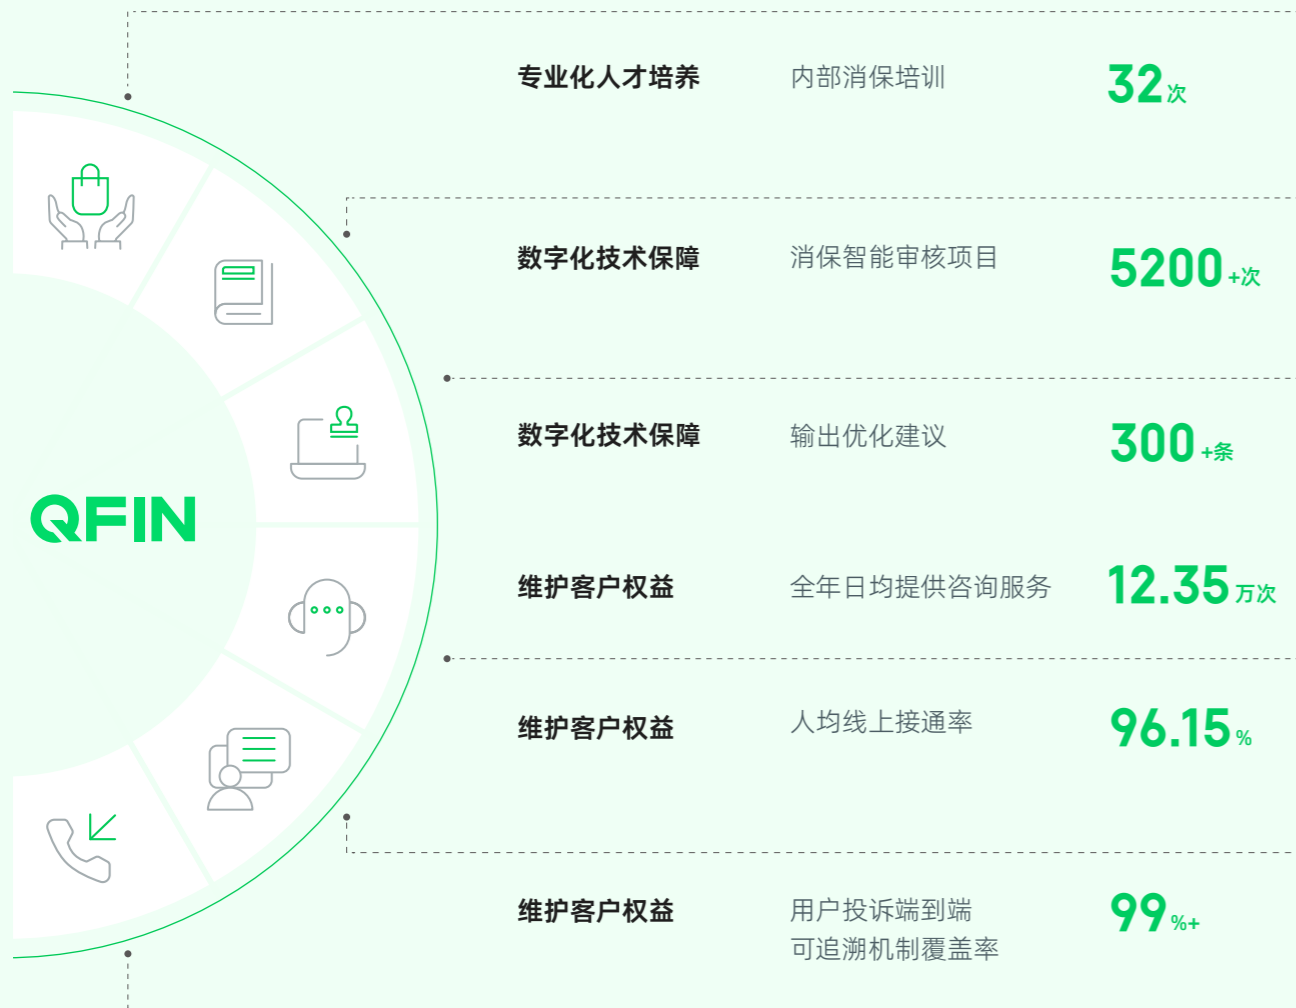 专业化人才培养 内部消保培训 32次
数字化技术保障 消保智能审核项目 5200+次
数字化技术保障 输出优化建议 300+条
QFIN
维护客户权益 全年日均提供咨询服务 12.35万次
维护客户权益 人均线上接通率 96.15%
维护客户权益 用户投诉端到端 99%+
可追溯机制覆盖率